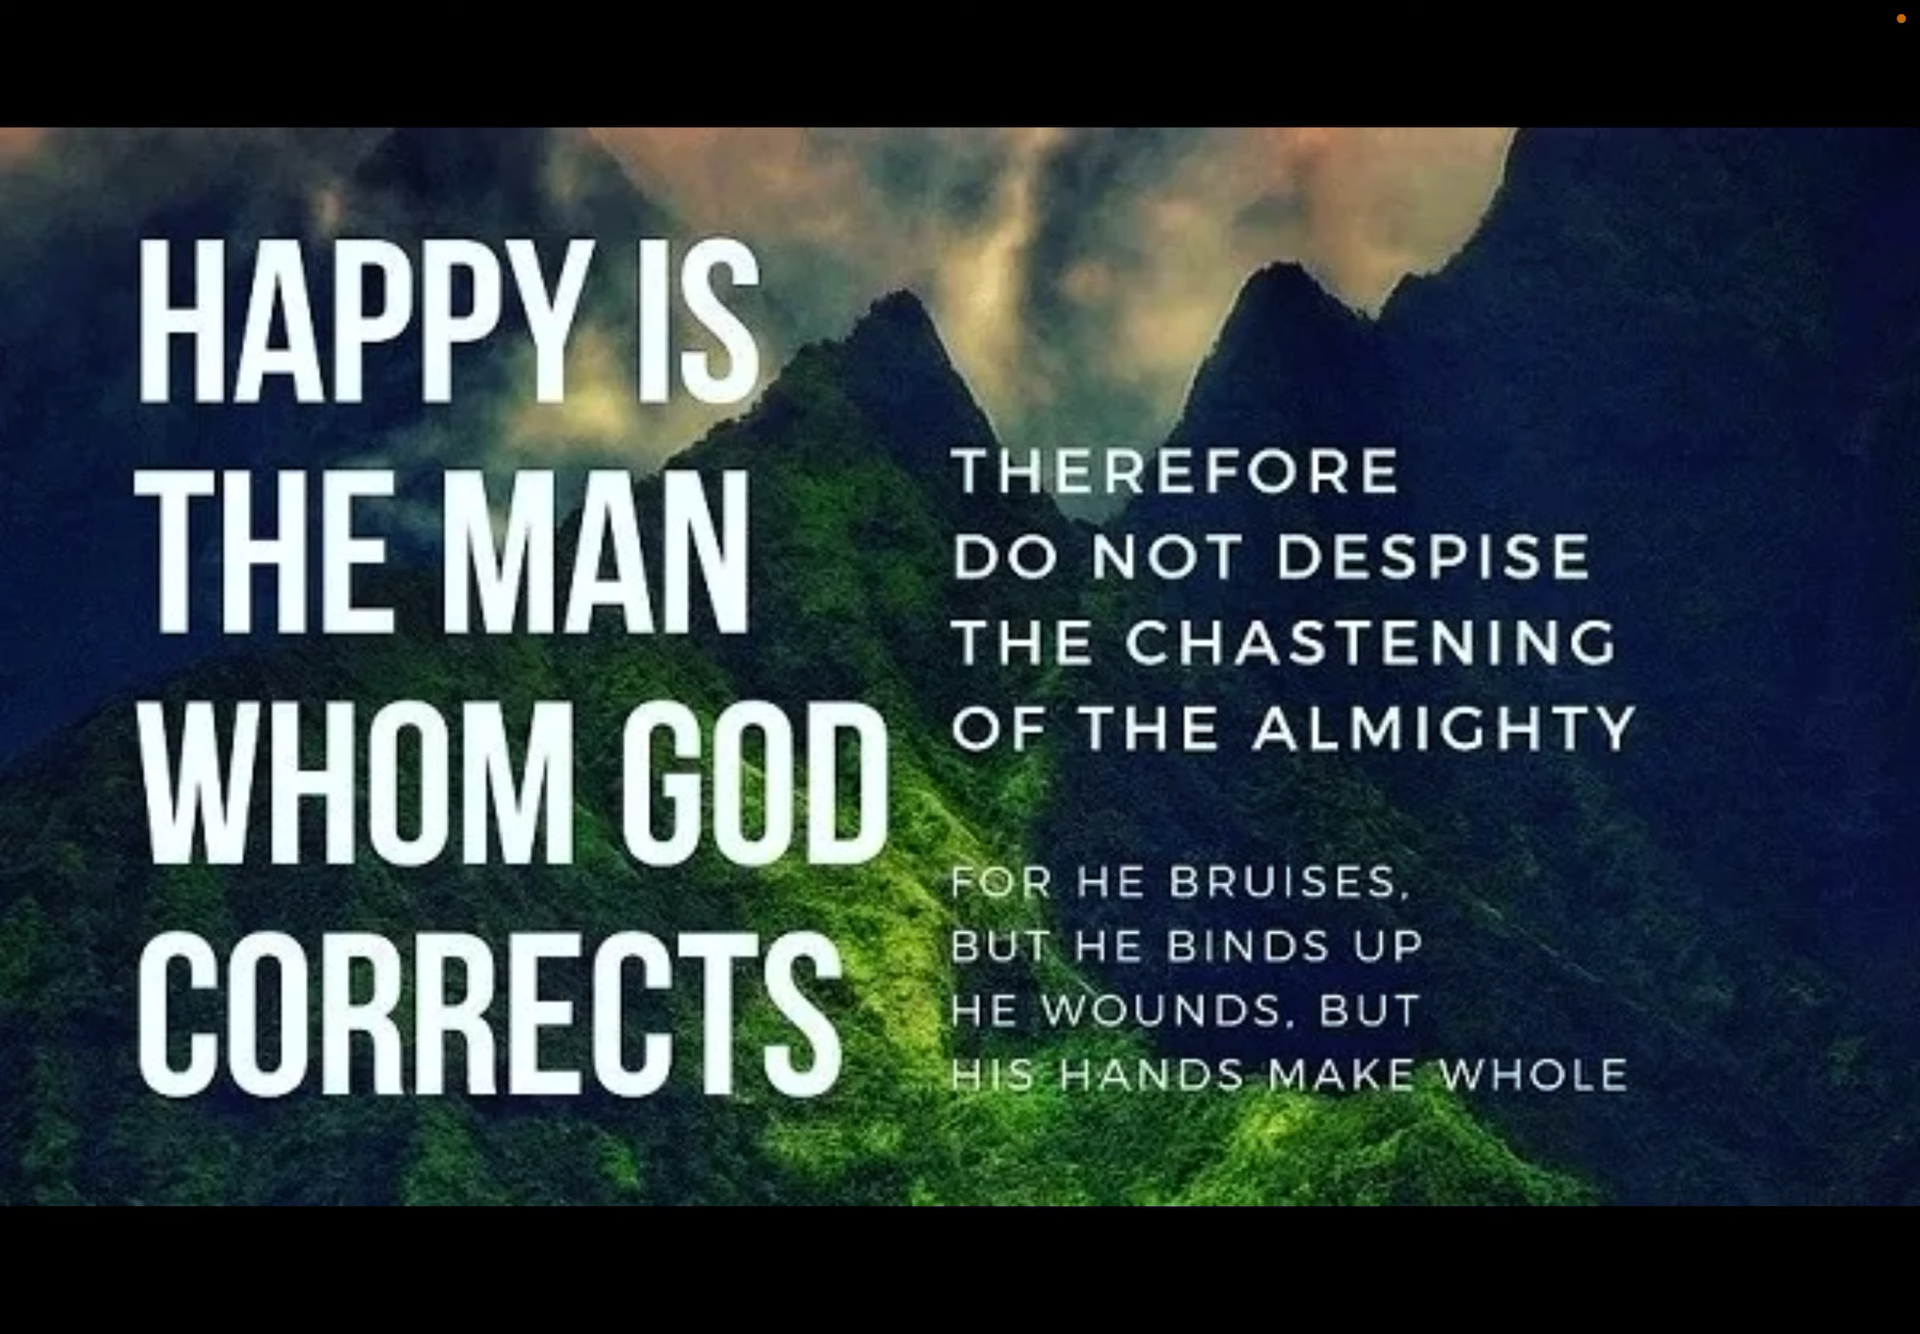 HAPPY IS
THE MAN
WHOM GOD
CORRECTS
THEREFORE
DO NOT DESPISE
THE CHASTENING
OF THE ALMIGHTY
FOR HE BRUISES,
BUT HE BINDS UP
HE WOUNDS, BUT
HIS HANDS MAKE WHOLE